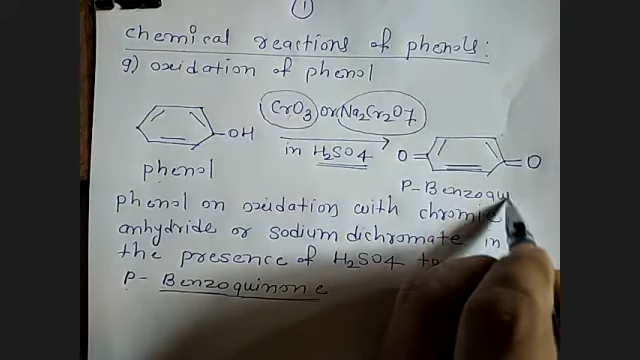 1
chemical reactions of phenols:
9) oxidation of phenol
CrO3 or Na2Cr2O7
OH
in H2SO4
O= =O
phenol
P-Benzoqu
phenol on oxidation with chromic
anhydride or sodium dichromate in
the presence of H2SO4 to
P- Benzoquinone